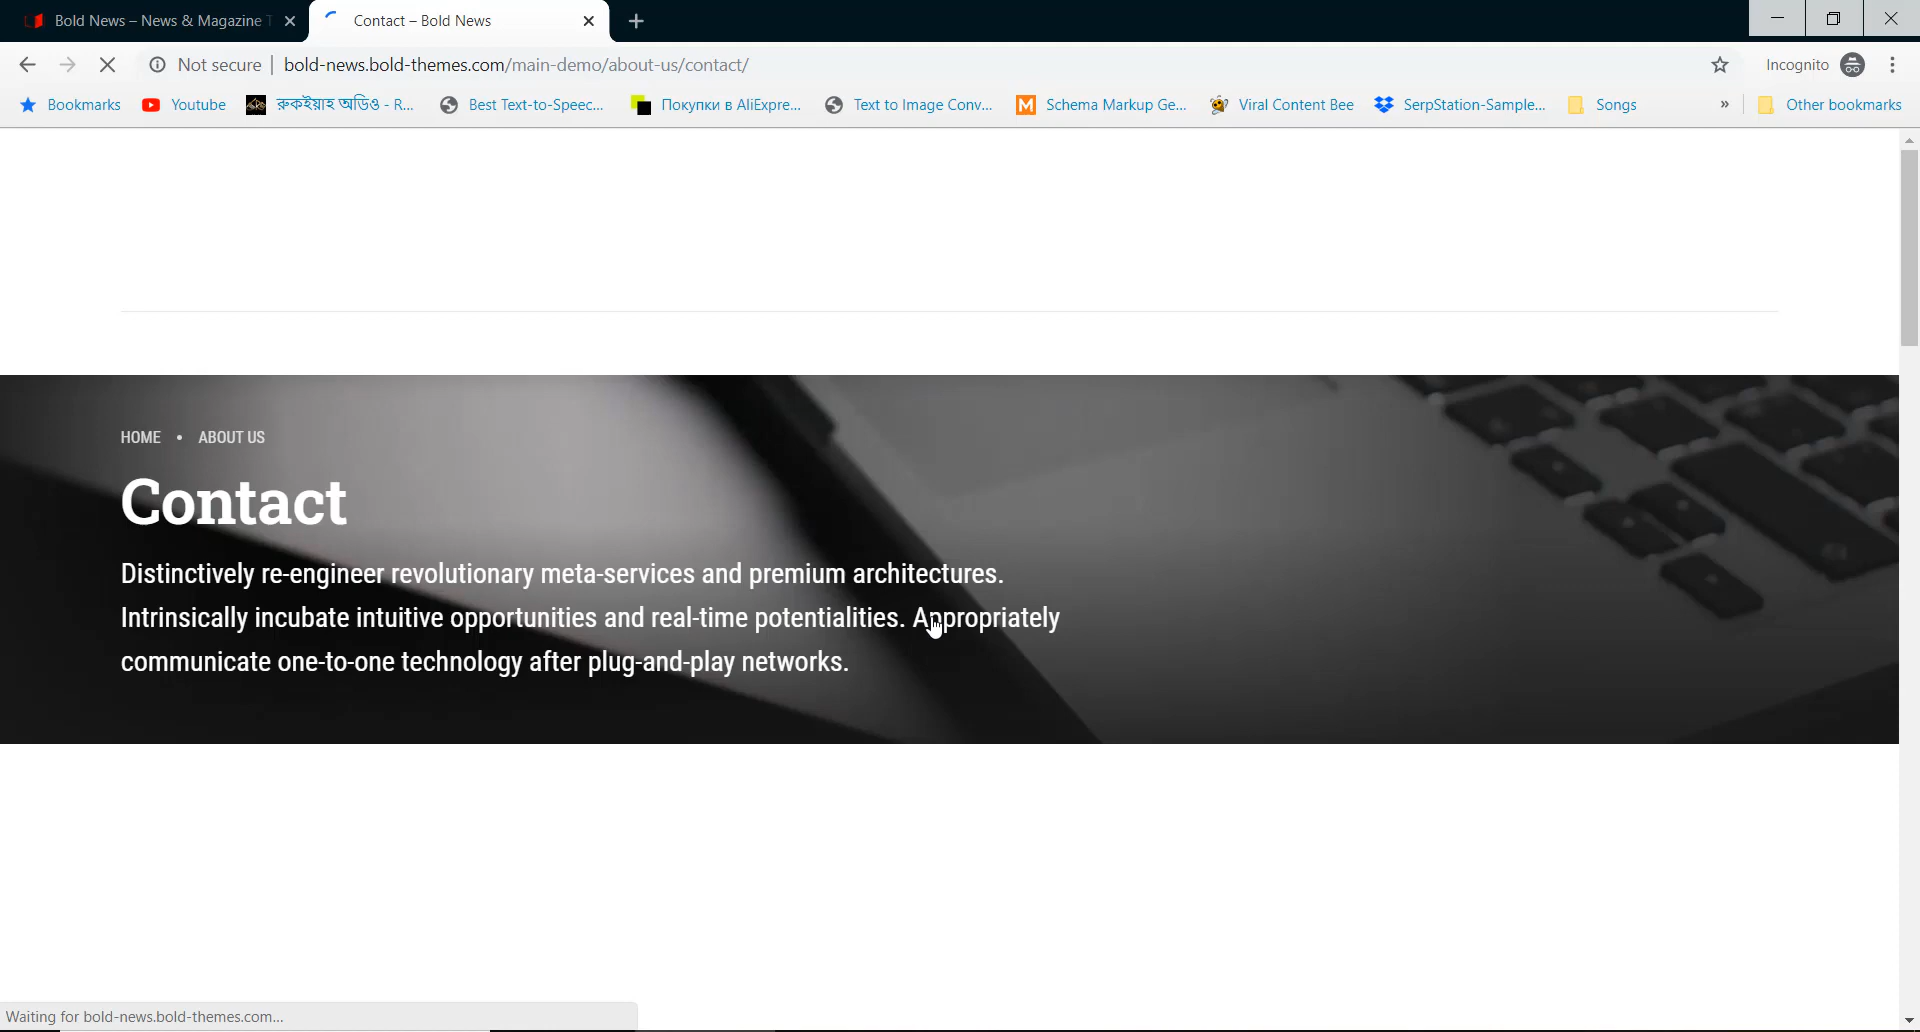 Bold News – News & Magazine T
Contact – Bold News
Not secure
bold-news.bold-themes.com/main-demo/about-us/contact/
Incognito
Bookmarks
Youtube
রুকইয়াহ অডিও - R...
Best Text-to-Speec...
Покупки в AliExpre...
Text to Image Conv...
Schema Markup Ge...
Viral Content Bee
SerpStation-Sample...
Songs
»
Other bookmarks
HOME • ABOUT US
Contact
Distinctively re-engineer revolutionary meta-services and premium architectures.
Intrinsically incubate intuitive opportunities and real-time potentialities. Appropriately
communicate one-to-one technology after plug-and-play networks.
Waiting for bold-news.bold-themes.com...